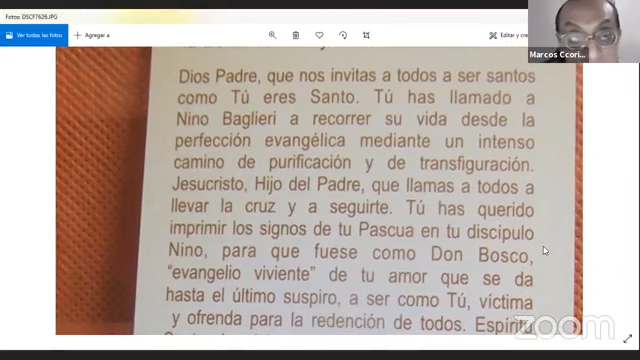 Fotos: DSCF7626.JPG
Ver todas las fotos
Agregar a
Editar y cre
Marcos Ccori...
Dios Padre, que nos invitas a todos a ser santos
como Tú eres Santo. Tú has llamado a
Nino Baglieri a recorrer su vida desde la
perfección evangélica mediante un intenso
camino de purificación y de transfiguración.
Jesucristo, Hijo del Padre, que llamas a todos a
llevar la cruz y a seguirte. Tú has querido
imprimir los signos de tu Pascua en tu discípulo
Nino, para que fuese como Don Bosco,
“evangelio viviente” de tu amor que se da
hasta el último suspiro, a ser como Tú, víctima
y ofrenda para la redención de todos. Espíritu
zoom